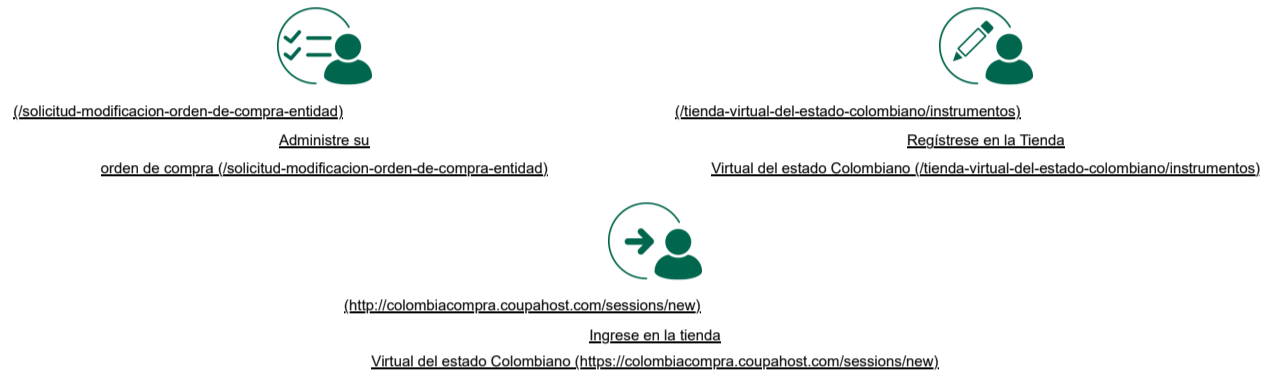 (/solicitud-modificacion-orden-de-compra-entidad)
Administre su
orden de compra (/solicitud-modificacion-orden-de-compra-entidad)
(/tienda-virtual-del-estado-colombiano/instrumentos)
Regístrese en la Tienda
Virtual del estado Colombiano (/tienda-virtual-del-estado-colombiano/instrumentos)
(http://colombiacompra.coupahost.com/sessions/new)
Ingrese en la tienda
Virtual del estado Colombiano (https://colombiacompra.coupahost.com/sessions/new)